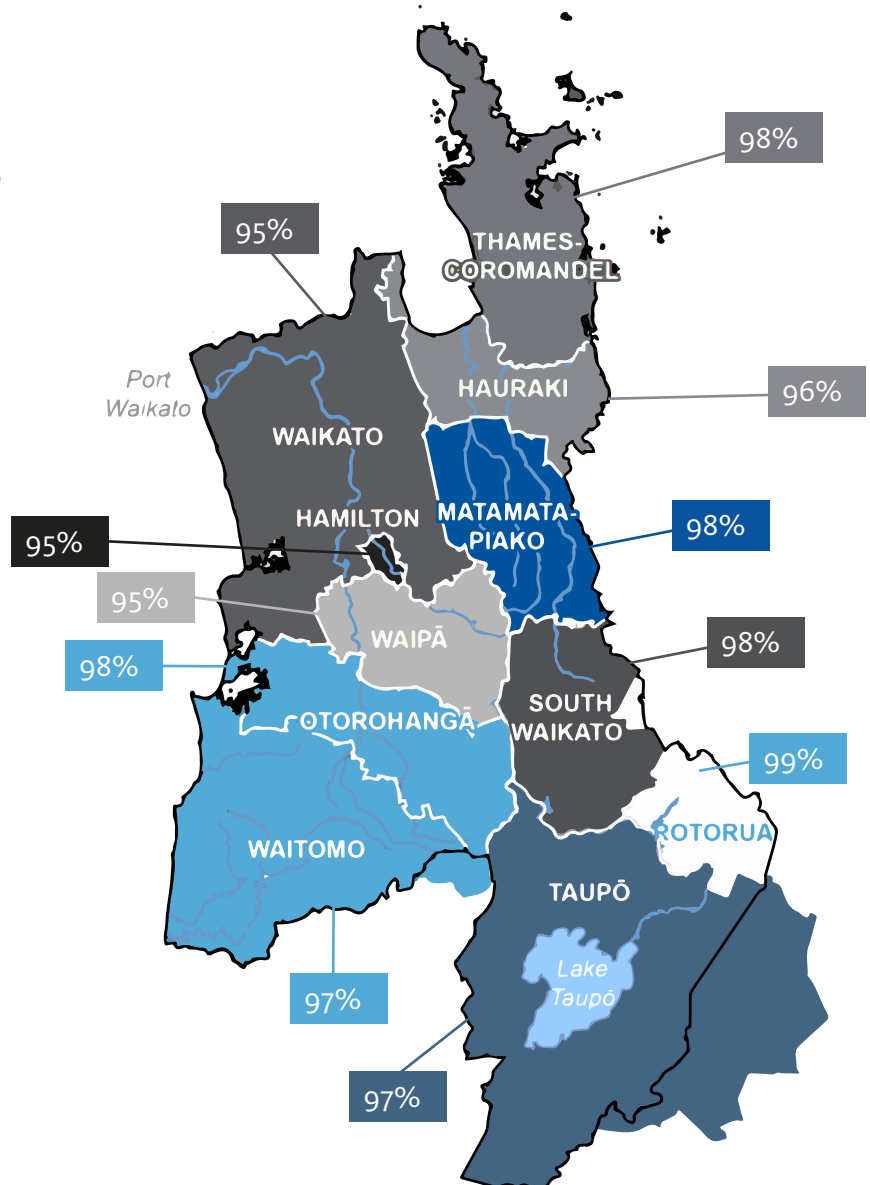 98%
95%
THAMES-
COROMANDEL
Port
Waikato
HAURAKI
96%
WAIKATO
HAMILTON
MATAMATA-
PIAKO
98%
95%
95%
WAIPĀ
98%
98%
SOUTH
WAIKATO
OTOROHANGĀ
99%
ROTORUA
WAITOMO
TAUPŌ
Lake
Taupō
97%
97%